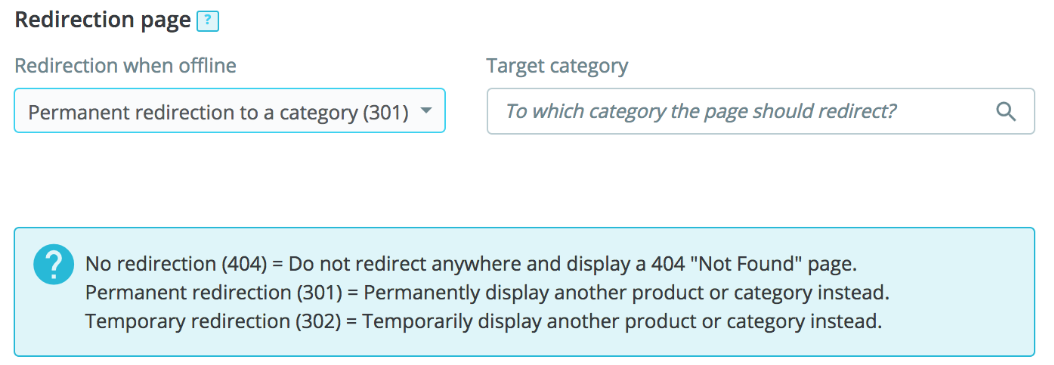 Redirection page ?
Redirection when offline
Target category
Permanent redirection to a category (301)
To which category the page should redirect?
?
No redirection (404) = Do not redirect anywhere and display a 404 "Not Found" page.
Permanent redirection (301) = Permanently display another product or category instead.
Temporary redirection (302) = Temporarily display another product or category instead.